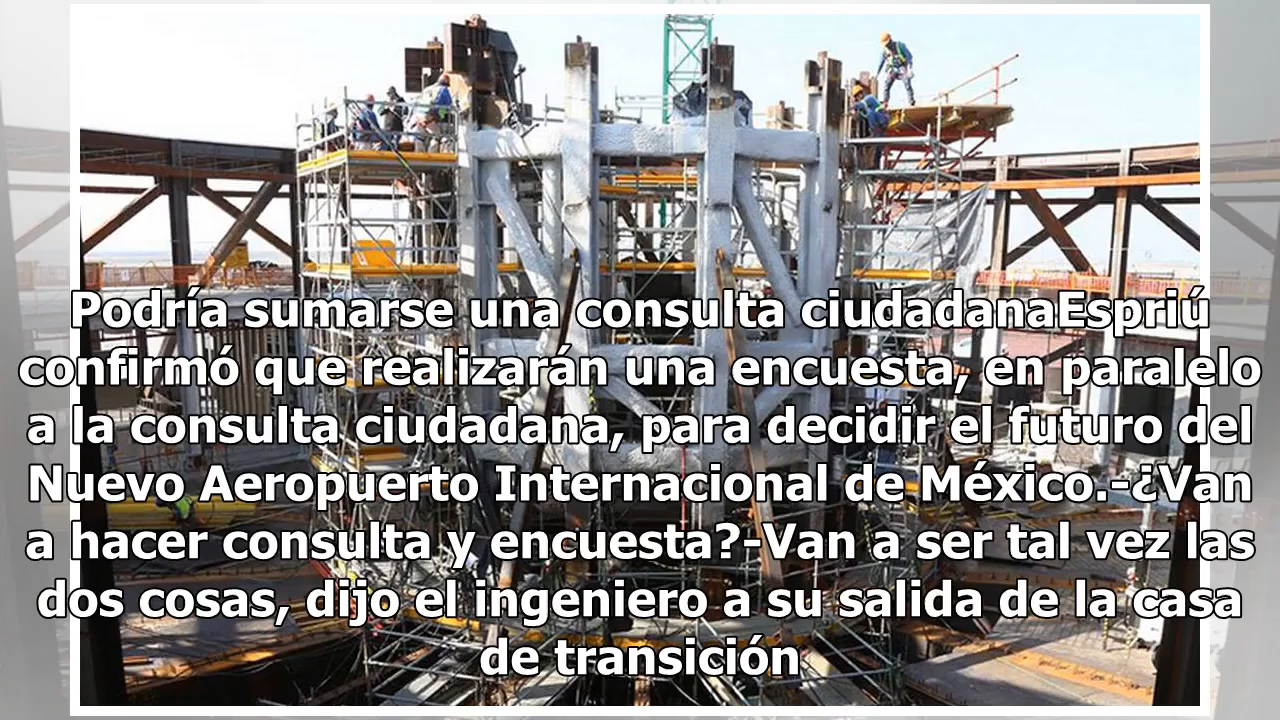 Podría sumarse una consulta ciudadanaEspriú
confirmó que realizarán una encuesta, en paralelo
a la consulta ciudadana, para decidir el futuro del
Nuevo Aeropuerto Internacional de México.-¿Van
a hacer consulta y encuesta?-Van a ser tal vez las
dos cosas, dijo el ingeniero a su salida de la casa
de transición